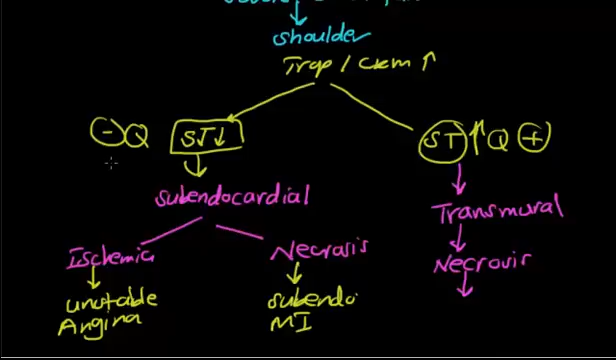 shoulder
Trop / Ckm ↑
⊖ Q ST↓↓
ST ↑ Q ⊕
subendocardial
Transmural
Ischemia
Necrosis
Necrosis
unstable
Angina
subendo
MI